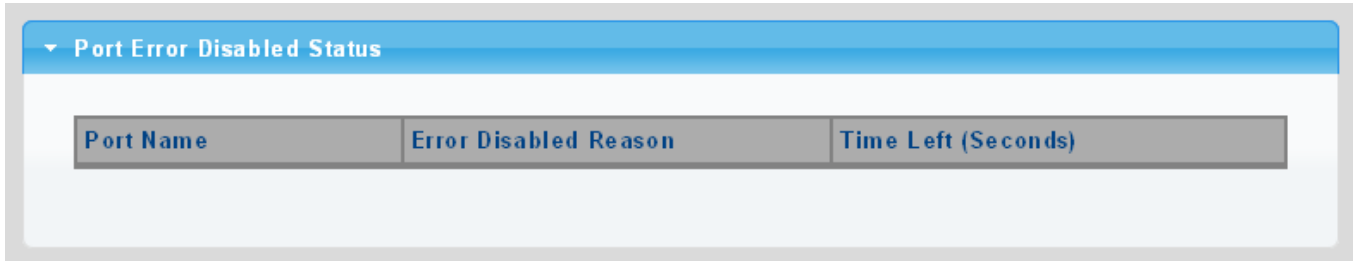 Port Error Disabled Status
Port Name Error Disabled Reason Time Left (Seconds)